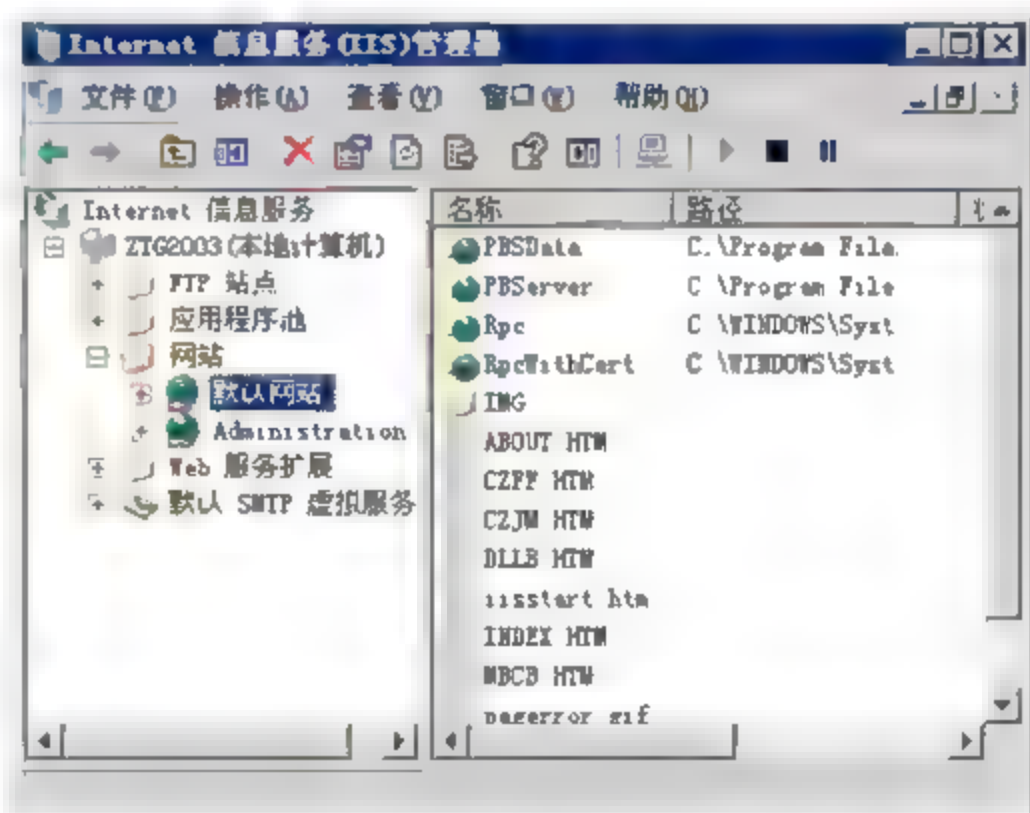 Internet 信息服务(IIS)管理器
文件(F) 操作(A) 查看(V) 窗口(W) 帮助(H)
Internet 信息服务
ZTG2003(本地计算机)
FTP 站点
应用程序池
网站
默认网站
Administration
Web 服务扩展
默认 SMTP 虚拟服务
名称 路径
PBSData C:\Program File
PBServer C:\Program File
Rpc C:\WINDOWS\Syst
RpcWithCert C:\WINDOWS\Syst
IMG
ABOUT.HTM
CZFF.HTM
CZJM.HTM
DLLB.HTM
iisstart.htm
INDEX.HTM
pagerror.gif